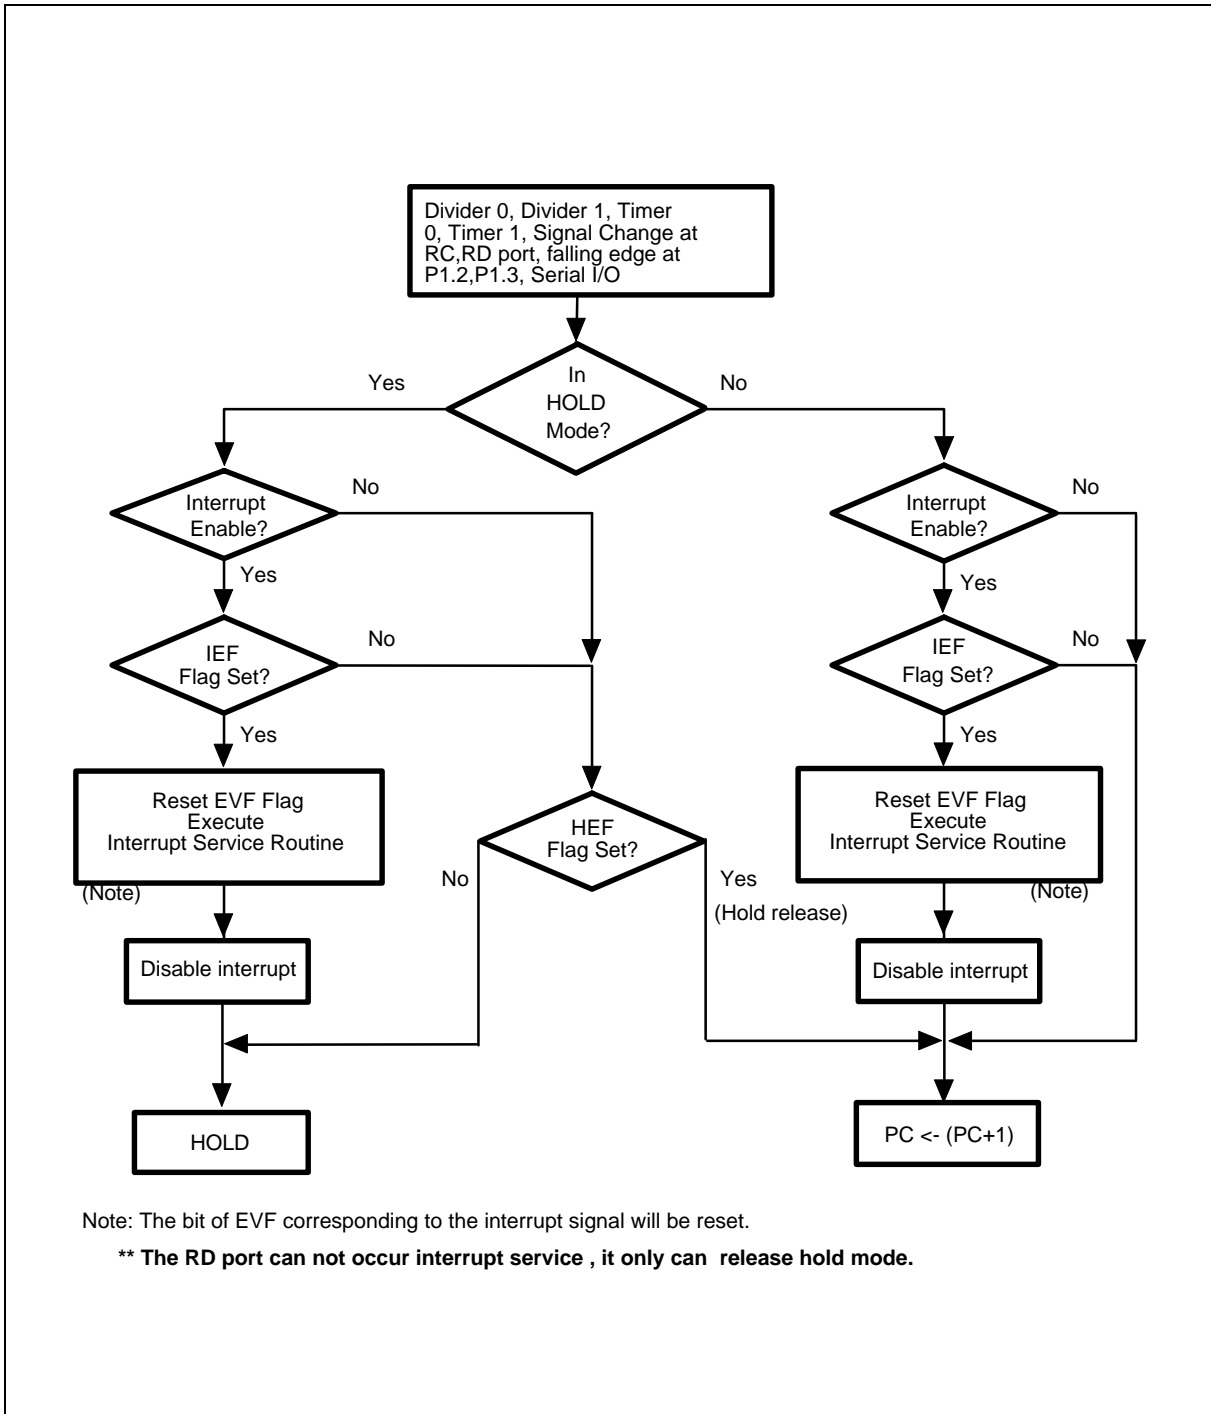 Divider 0, Divider 1, Timer
0, Timer 1, Signal Change at
RC,RD port, falling edge at
P1.2,P1.3, Serial I/O
In
HOLD
Mode?
Yes
No
Interrupt
Enable?
No
Yes
IEF
Flag Set?
No
Yes
Reset EVF Flag
Execute
Interrupt Service Routine
(Note)
Disable interrupt
HOLD
HEF
Flag Set?
No
Yes
(Hold release)
Interrupt
Enable?
No
Yes
IEF
Flag Set?
No
Yes
Reset EVF Flag
Execute
Interrupt Service Routine
(Note)
Disable interrupt
PC <- (PC+1)
Note: The bit of EVF corresponding to the interrupt signal will be reset.
** The RD port can not occur interrupt service , it only can  release hold mode.